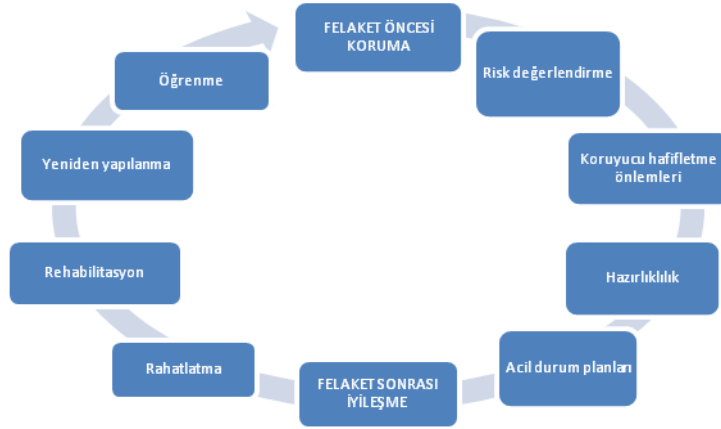 FELAKET ÖNCESİ
KORUMA
Risk değerlendirme
Koruyucu hafifletme
önlemleri
Hazırlıklılık
Acil durum planları
FELAKET SONRASI
İYİLEŞME
Rahatlatma
Rehabilitasyon
Yeniden yapılanma
Öğrenme